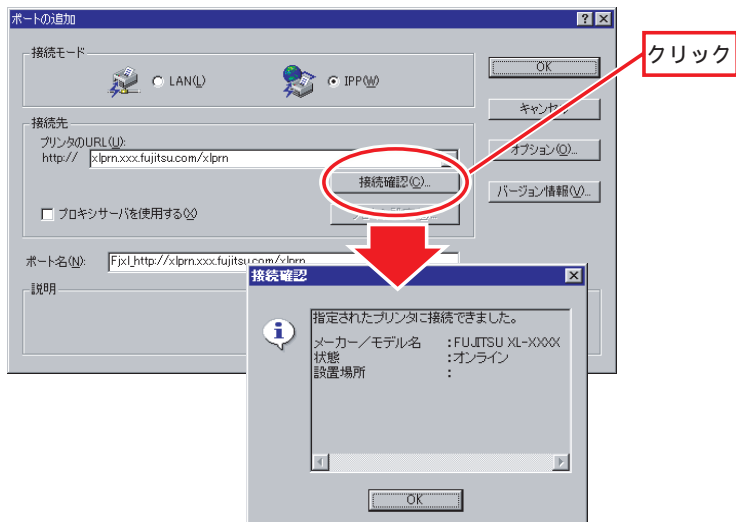 ポートの追加
接続モード
LAN(L)
IPP(W)
OK
クリック
キャンセル
接続先
プリンタのURL(U):
http:// xlprn.xxx.fujitsu.com/xlprn
オプション(O)...
接続確認(C)...
バージョン情報(V)...
プロキシサーバを使用する(X)
ポート名(N): Fjxl_http://xlprn.xxx.fujitsu.com/xlprn
説明
接続確認
指定されたプリンタに接続できました。
メーカー/モデル名 :FUJITSU XL-XXXX
状態 :オンライン
設置場所 :
OK